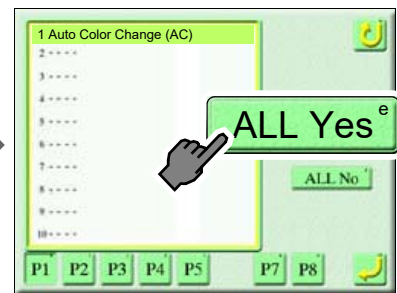 1 Auto Color Change (AC)
2 - - - -
3 - - - -
4 - - - -
5 - - - -
6 - - - -
7 - - - -
8 - - - -
9 - - - -
10 - - - -
ALL Yes e
ALL No
P1 P2 P3 P4 P5 P7 P8